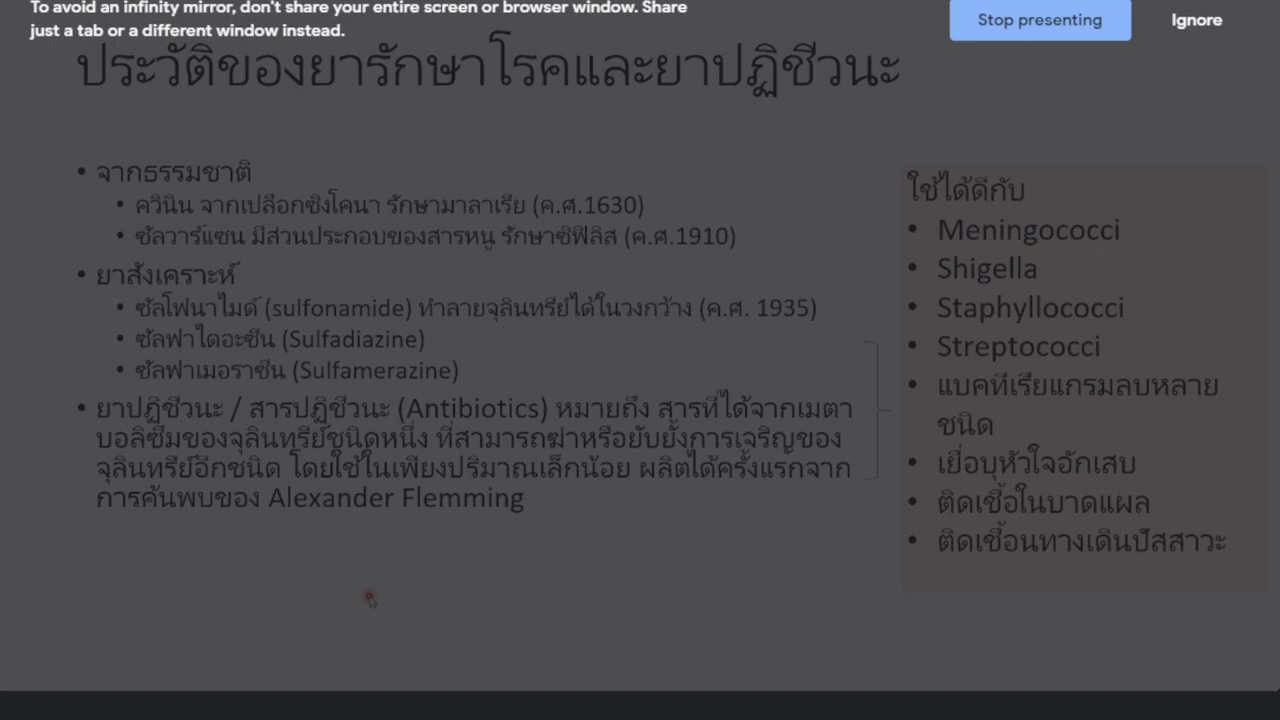 To avoid an infinity mirror, don't share your entire screen or browser window. Share
just a tab or a different window instead.
Stop presenting
Ignore
ประวัติของยารักษาโรคและยาปฏิชีวนะ
• จากธรรมชาติ
• ควินิน จากเปลือกซิงโคนา รักษามาลาเรีย (ค.ศ.1630)
• ซัลวาร์แซน มีส่วนประกอบของสารหนู รักษาซิฟิลิส (ค.ศ.1910)
• ยาสังเคราะห์
• ซัลโฟนาไมด์ (sulfonamide) ทำลายจุลินทรีย์ได้ในวงกว้าง (ค.ศ. 1935)
• ซัลฟาไดอะซีน (Sulfadiazine)
• ซัลฟาเมอราซีน (Sulfamerazine)
• ยาปฏิชีวนะ / สารปฏิชีวนะ (Antibiotics) หมายถึง สารที่ได้จากเมตา
บอลิซึมของจุลินทรีย์ชนิดหนึ่ง ที่สามารถฆ่าหรือยับยั้งการเจริญของ
จุลินทรีย์อีกชนิด โดยใช้ในเพียงปริมาณเล็กน้อย ผลิตได้ครั้งแรกจาก
การค้นพบของ Alexander Flemming
ใช้ได้ดีกับ
• Meningococci
• Shigella
• Staphyllococci
• Streptococci
• แบคทีเรียแกรมลบหลาย
ชนิด
• เยื่อบุหัวใจอักเสบ
• ติดเชื้อในบาดแผล
• ติดเชื้อนทางเดินปัสสาวะ